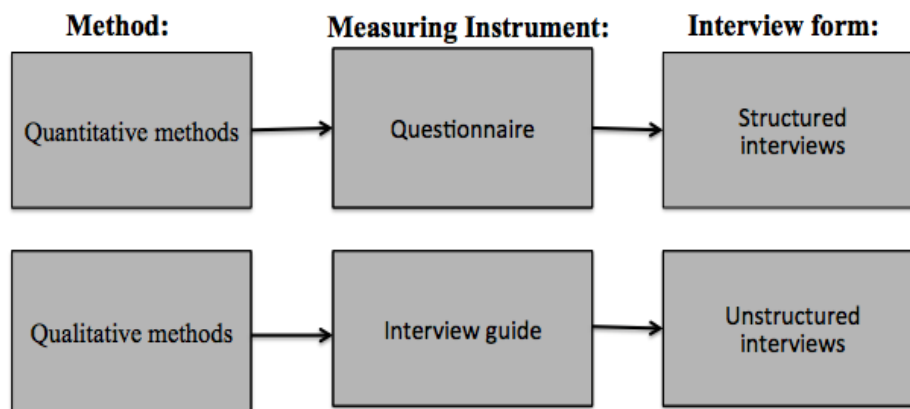 Method:
Measuring Instrument:
Interview form:
Quantitative methods
Questionnaire
Structured
interviews
Qualitative methods
Interview guide
Unstructured
interviews